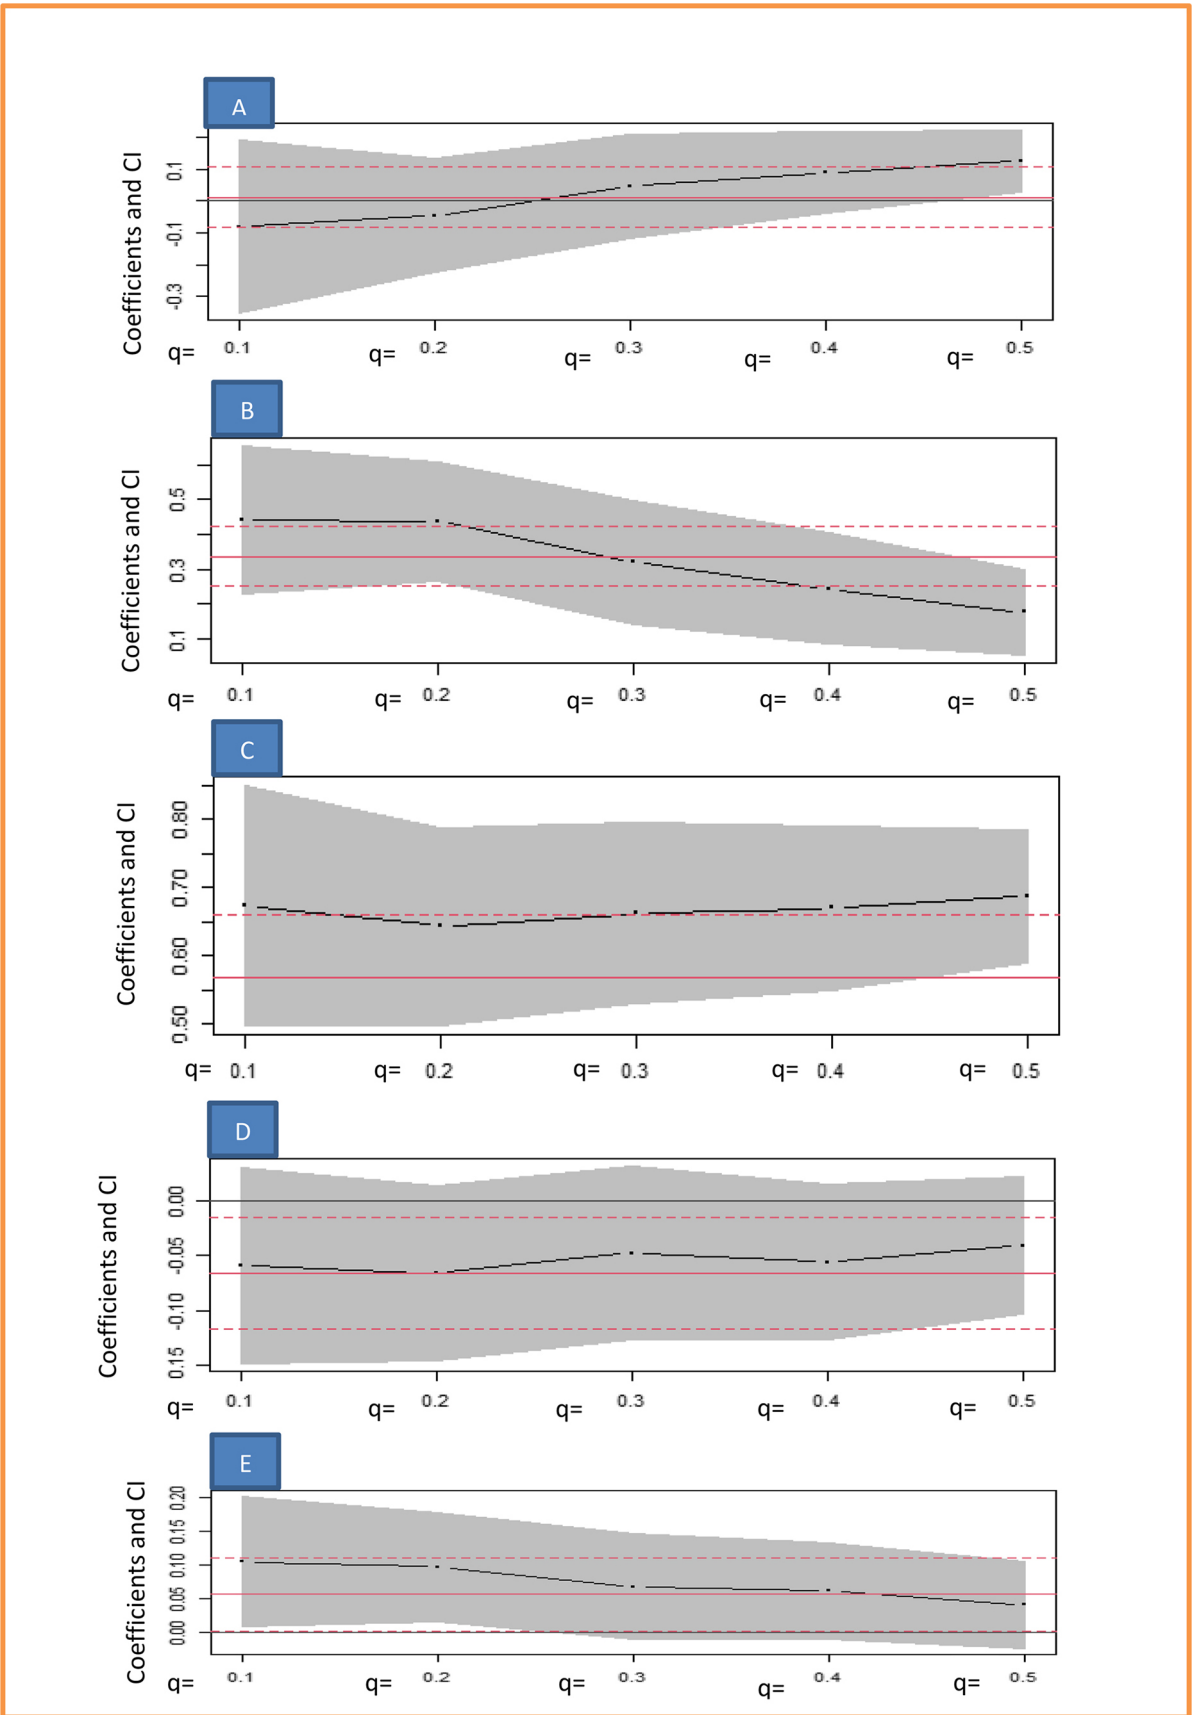 A
Coefficients and CI
0.1
-0.1
-0.3
q= 0.1 q= 0.2 q= 0.3 q= 0.4 q= 0.5
B
Coefficients and CI
0.5
0.3
0.1
q= 0.1 q= 0.2 q= 0.3 q= 0.4 q= 0.5
C
Coefficients and CI
0.80
0.70
0.60
0.50
q= 0.1 q= 0.2 q= 0.3 q= 0.4 q= 0.5
D
Coefficients and CI
0.00
-0.05
-0.10
0.15
q= 0.1 q= 0.2 q= 0.3 q= 0.4 q= 0.5
E
Coefficients and CI
0.20
0.15
0.10
0.05
0.00
q= 0.1 q= 0.2 q= 0.3 q= 0.4 q= 0.5